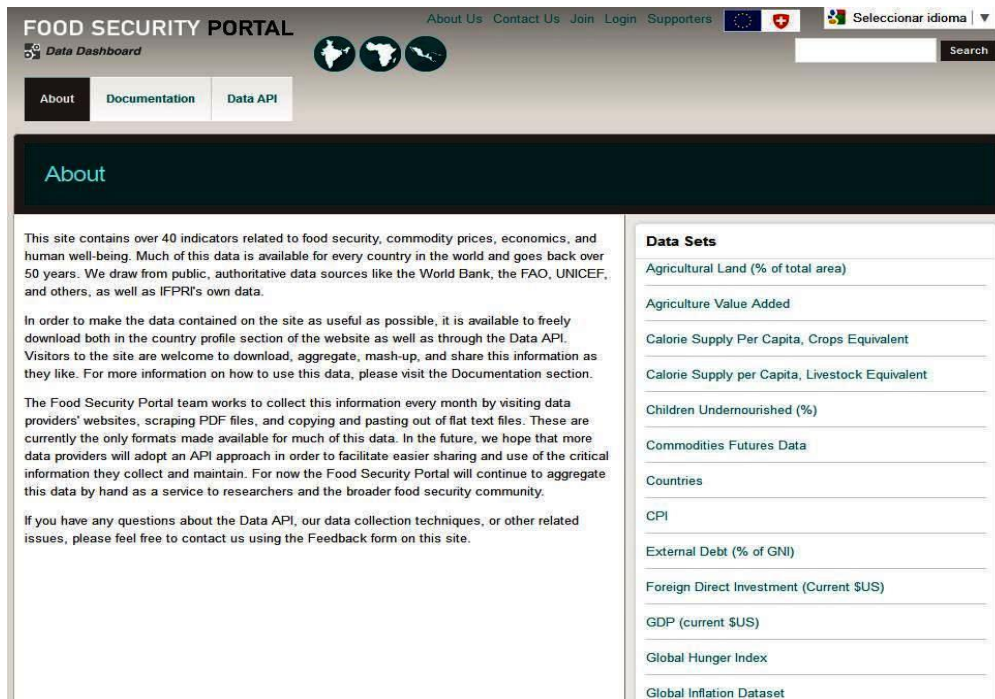 FOOD SECURITY PORTAL
Data Dashboard
About Us Contact Us Join Login Supporters
Seleccionar idioma ▼
Search
About
Documentation
Data API
About
This site contains over 40 indicators related to food security, commodity prices, economics, and
human well-being. Much of this data is available for every country in the world and goes back over
50 years. We draw from public, authoritative data sources like the World Bank, the FAO, UNICEF,
and others, as well as IFPRI's own data.
In order to make the data contained on the site as useful as possible, it is available to freely
download both in the country profile section of the website as well as through the Data API.
Visitors to the site are welcome to download, aggregate, mash-up, and share this information as
they like. For more information on how to use this data, please visit the Documentation section.
The Food Security Portal team works to collect this information every month by visiting data
providers' websites, scraping PDF files, and copying and pasting out of flat text files. These are
currently the only formats made available for much of this data. In the future, we hope that more
data providers will adopt an API approach in order to facilitate easier sharing and use of the critical
information they collect and maintain. For now the Food Security Portal will continue to aggregate
this data by hand as a service to researchers and the broader food security community.
If you have any questions about the Data API, our data collection techniques, or other related
issues, please feel free to contact us using the Feedback form on this site.
Data Sets
Agricultural Land (% of total area)
Agriculture Value Added
Calorie Supply Per Capita, Crops Equivalent
Calorie Supply per Capita, Livestock Equivalent
Children Undernourished (%)
Commodities Futures Data
Countries
CPI
External Debt (% of GNI)
Foreign Direct Investment (Current $US)
GDP (current $US)
Global Hunger Index
Global Inflation Dataset